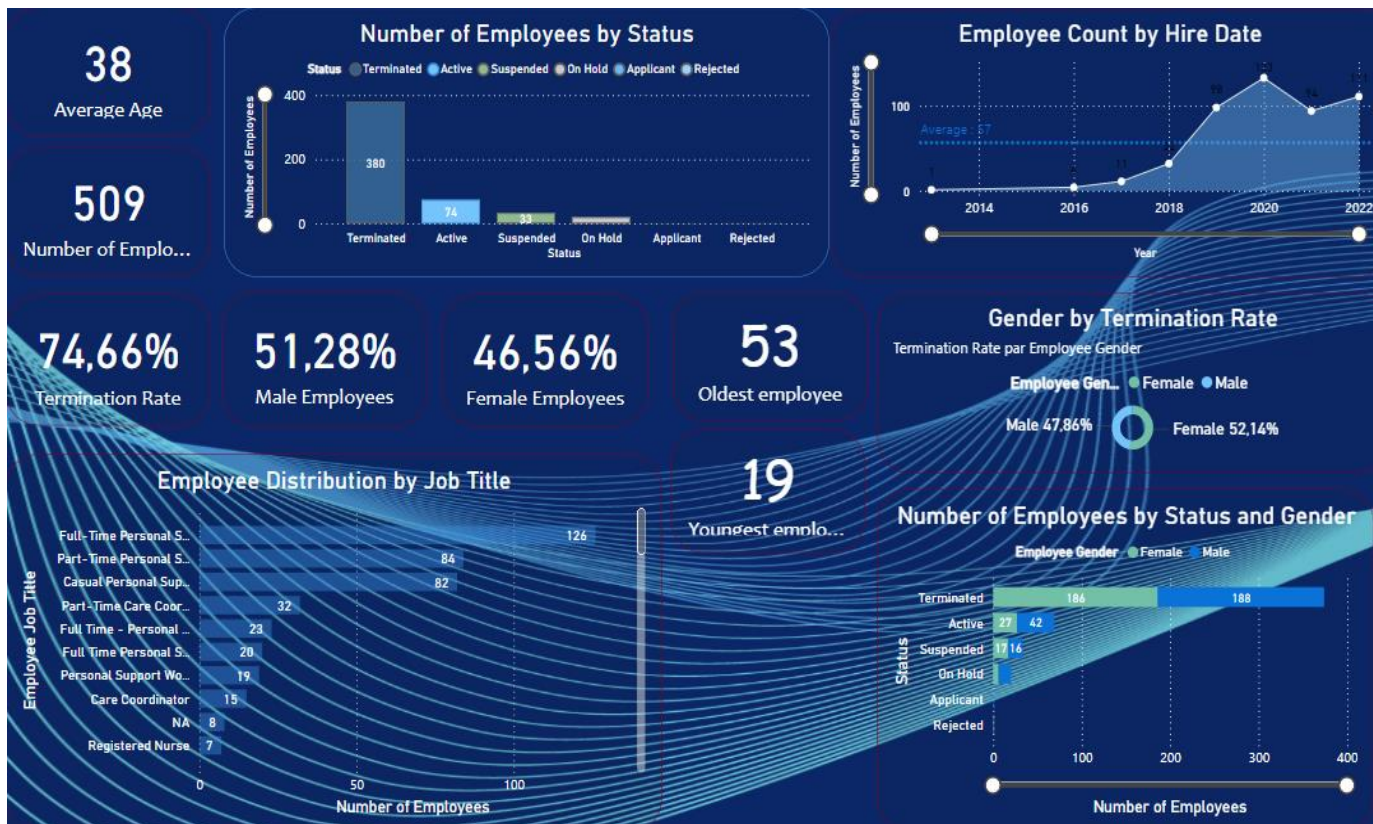 38
Average Age
509
Number of Emplo...
Number of Employees by Status
Status Terminated Active Suspended On Hold Applicant Rejected
Number of Employees
400
200
0
380
74
33
Terminated Active Suspended On Hold Applicant Rejected
Status
Employee Count by Hire Date
Number of Employees
100
0
Average : 57
1
11
99
94
111
2014 2016 2018 2020 2022
Year
74,66%
Termination Rate
51,28%
Male Employees
46,56%
Female Employees
53
Oldest employee
19
Youngest emplo...
Gender by Termination Rate
Termination Rate par Employee Gender
Employee Gen... Female Male
Male 47,86%
Female 52,14%
Employee Distribution by Job Title
Employee Job Title
Full-Time Personal S... 126
Part-Time Personal S... 84
Casual Personal Sup... 82
Part-Time Care Coor... 32
Full Time - Personal ... 23
Full Time Personal S... 20
Personal Support Wo... 19
Care Coordinator 15
NA 8
Registered Nurse 7
0 50 100
Number of Employees
Number of Employees by Status and Gender
Employee Gender Female Male
Status
Terminated 186 188
Active 27 42
Suspended 17 16
On Hold
Applicant
Rejected
0 100 200 300 400
Number of Employees